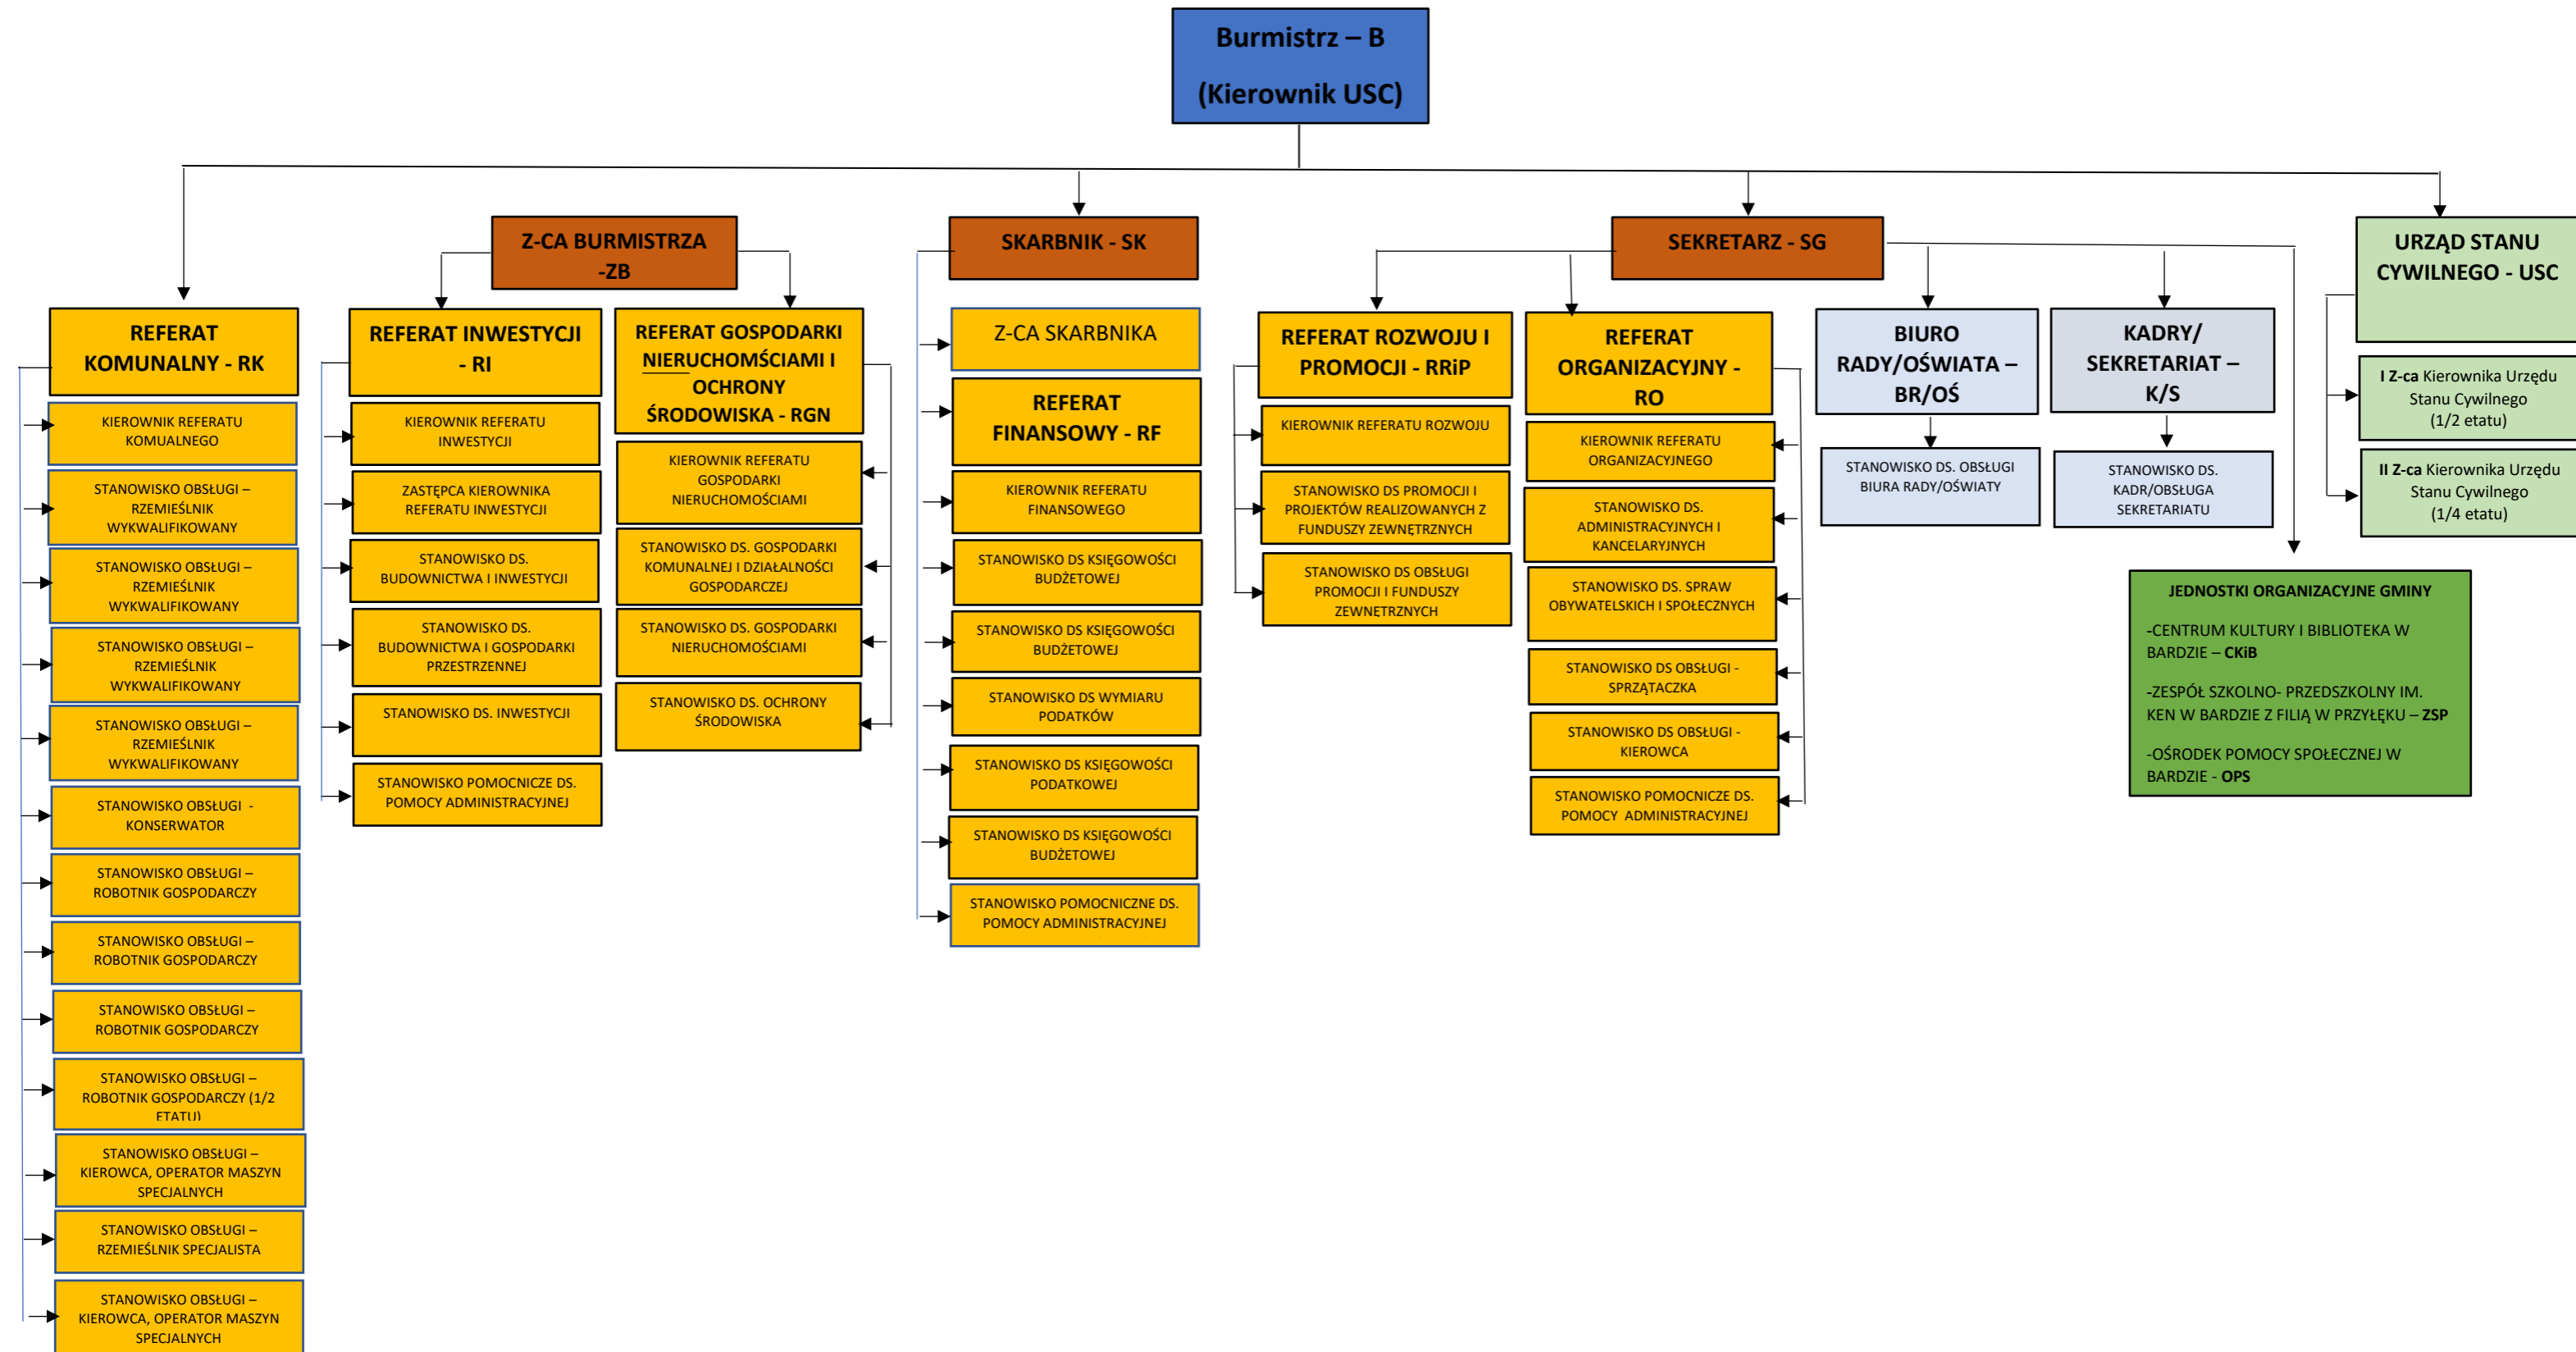 Burmistrz – B
(Kierownik USC)
Z-CA BURMISTRZA
-ZB
SKARBNIK - SK
SEKRETARZ - SG
URZĄD STANU
CYWILNEGO - USC
REFERAT
KOMUNALNY - RK
KIEROWNIK REFERATU
KOMUALNEGO
STANOWISKO OBSŁUGI –
RZEMIEŚLNIK
WYKWALIFIKOWANY
STANOWISKO OBSŁUGI –
RZEMIEŚLNIK
WYKWALIFIKOWANY
STANOWISKO OBSŁUGI –
RZEMIEŚLNIK
WYKWALIFIKOWANY
STANOWISKO OBSŁUGI –
RZEMIEŚLNIK
WYKWALIFIKOWANY
STANOWISKO OBSŁUGI -
KONSERWATOR
STANOWISKO OBSŁUGI –
ROBOTNIK GOSPODARCZY
STANOWISKO OBSŁUGI –
ROBOTNIK GOSPODARCZY
STANOWISKO OBSŁUGI –
ROBOTNIK GOSPODARCZY
STANOWISKO OBSŁUGI –
ROBOTNIK GOSPODARCZY (1/2
ETATU)
STANOWISKO OBSŁUGI –
KIEROWCA, OPERATOR MASZYN
SPECJALNYCH
STANOWISKO OBSŁUGI –
RZEMIEŚLNIK SPECJALISTA
STANOWISKO OBSŁUGI –
KIEROWCA, OPERATOR MASZYN
SPECJALNYCH
REFERAT INWESTYCJI
- RI
KIEROWNIK REFERATU
INWESTYCJI
ZASTĘPCA KIEROWNIKA
REFERATU INWESTYCJI
STANOWISKO DS.
BUDOWNICTWA I INWESTYCJI
STANOWISKO DS.
BUDOWNICTWA I GOSPODARKI
PRZESTRZENNEJ
STANOWISKO DS. INWESTYCJI
STANOWISKO POMOCNICZE DS.
POMOCY ADMINISTRACYJNEJ
REFERAT GOSPODARKI
NIERUCHOMŚCIAMI I
OCHRONY
ŚRODOWISKA - RGN
KIEROWNIK REFERATU
GOSPODARKI
NIERUCHOMOŚCIAMI
STANOWISKO DS. GOSPODARKI
KOMUNALNEJ I DZIAŁALNOŚCI
GOSPODARCZEJ
STANOWISKO DS. GOSPODARKI
NIERUCHOMOŚCIAMI
STANOWISKO DS. OCHRONY
ŚRODOWISKA
Z-CA SKARBNIKA
REFERAT
FINANSOWY - RF
KIEROWNIK REFERATU
FINANSOWEGO
STANOWISKO DS KSIĘGOWOŚCI
BUDŻETOWEJ
STANOWISKO DS KSIĘGOWOŚCI
BUDŻETOWEJ
STANOWISKO DS WYMIARU
PODATKÓW
STANOWISKO DS KSIĘGOWOŚCI
PODATKOWEJ
STANOWISKO DS KSIĘGOWOŚCI
BUDŻETOWEJ
STANOWISKO POMOCNICZNE DS.
POMOCY ADMINISTRACYJNEJ
REFERAT ROZWOJU I
PROMOCJI - RRiP
KIEROWNIK REFERATU ROZWOJU
STANOWISKO DS PROMOCJI I
PROJEKTÓW REALIZOWANYCH Z
FUNDUSZY ZEWNĘTRZNYCH
STANOWISKO DS OBSŁUGI
PROMOCJI I FUNDUSZY
ZEWNETRZNYCH
REFERAT
ORGANIZACYJNY -
RO
KIEROWNIK REFERATU
ORGANIZACYJNEGO
STANOWISKO DS.
ADMINISTRACYJNYCH I
KANCELARYJNYCH
STANOWISKO DS. SPRAW
OBYWATELSKICH I SPOŁECZNYCH
STANOWISKO DS OBSŁUGI -
SPRZĄTACZKA
STANOWISKO DS OBSŁUGI -
KIEROWCA
STANOWISKO POMOCNICZE DS.
POMOCY ADMINISTRACYJNEJ
BIURO
RADY/OŚWIATA –
BR/OŚ
STANOWISKO DS. OBSŁUGI
BIURA RADY/OŚWIATY
KADRY/
SEKRETARIAT –
K/S
STANOWISKO DS.
KADR/OBSŁUGA
SEKRETARIATU
I Z-ca Kierownika Urzędu
Stanu Cywilnego
(1/2 etatu)
II Z-ca Kierownika Urzędu
Stanu Cywilnego
(1/4 etatu)
JEDNOSTKI ORGANIZACYJNE GMINY
-CENTRUM KULTURY I BIBLIOTEKA W
BARDZIE – CKiB
-ZESPÓŁ SZKOLNO- PRZEDSZKOLNY IM.
KEN W BARDZIE Z FILIĄ W PRZYŁĘKU – ZSP
-OŚRODEK POMOCY SPOŁECZNEJ W
BARDZIE - OPS